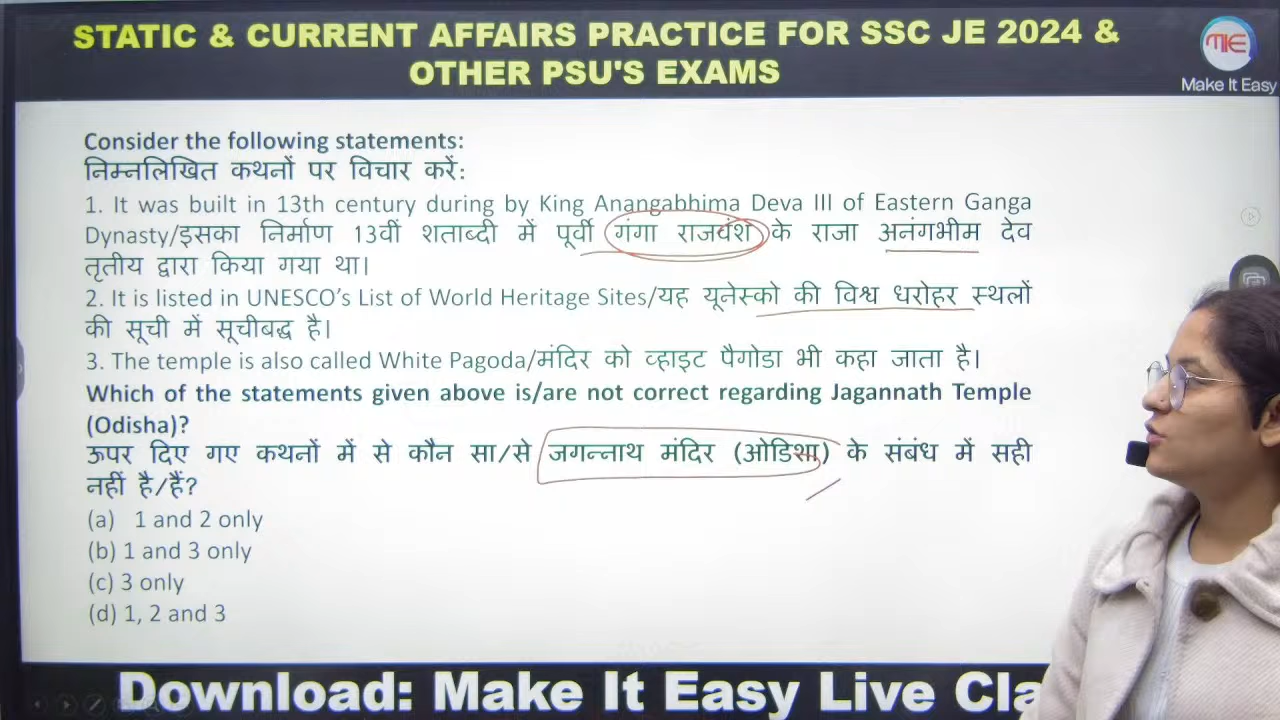 STATIC & CURRENT AFFAIRS PRACTICE FOR SSC JE 2024 &
OTHER PSU'S EXAMS
MIE
Make It Easy
Consider the following statements:
निम्नलिखित कथनों पर विचार करें:
1. It was built in 13th century during by King Anangabhima Deva III of Eastern Ganga
Dynasty/इसका निर्माण 13वीं शताब्दी में पूर्वी गंगा राजवंश के राजा अनंगभीम देव
तृतीय द्वारा किया गया था।
2. It is listed in UNESCO’s List of World Heritage Sites/यह यूनेस्को की विश्व धरोहर स्थलों
की सूची में सूचीबद्ध है।
3. The temple is also called White Pagoda/मंदिर को व्हाइट पैगोडा भी कहा जाता है।
Which of the statements given above is/are not correct regarding Jagannath Temple
(Odisha)?
ऊपर दिए गए कथनों में से कौन सा/से जगन्नाथ मंदिर (ओडिशा) के संबंध में सही
नहीं है/हैं?
(a) 1 and 2 only
(b) 1 and 3 only
(c) 3 only
(d) 1, 2 and 3
Download: Make It Easy Live Cla